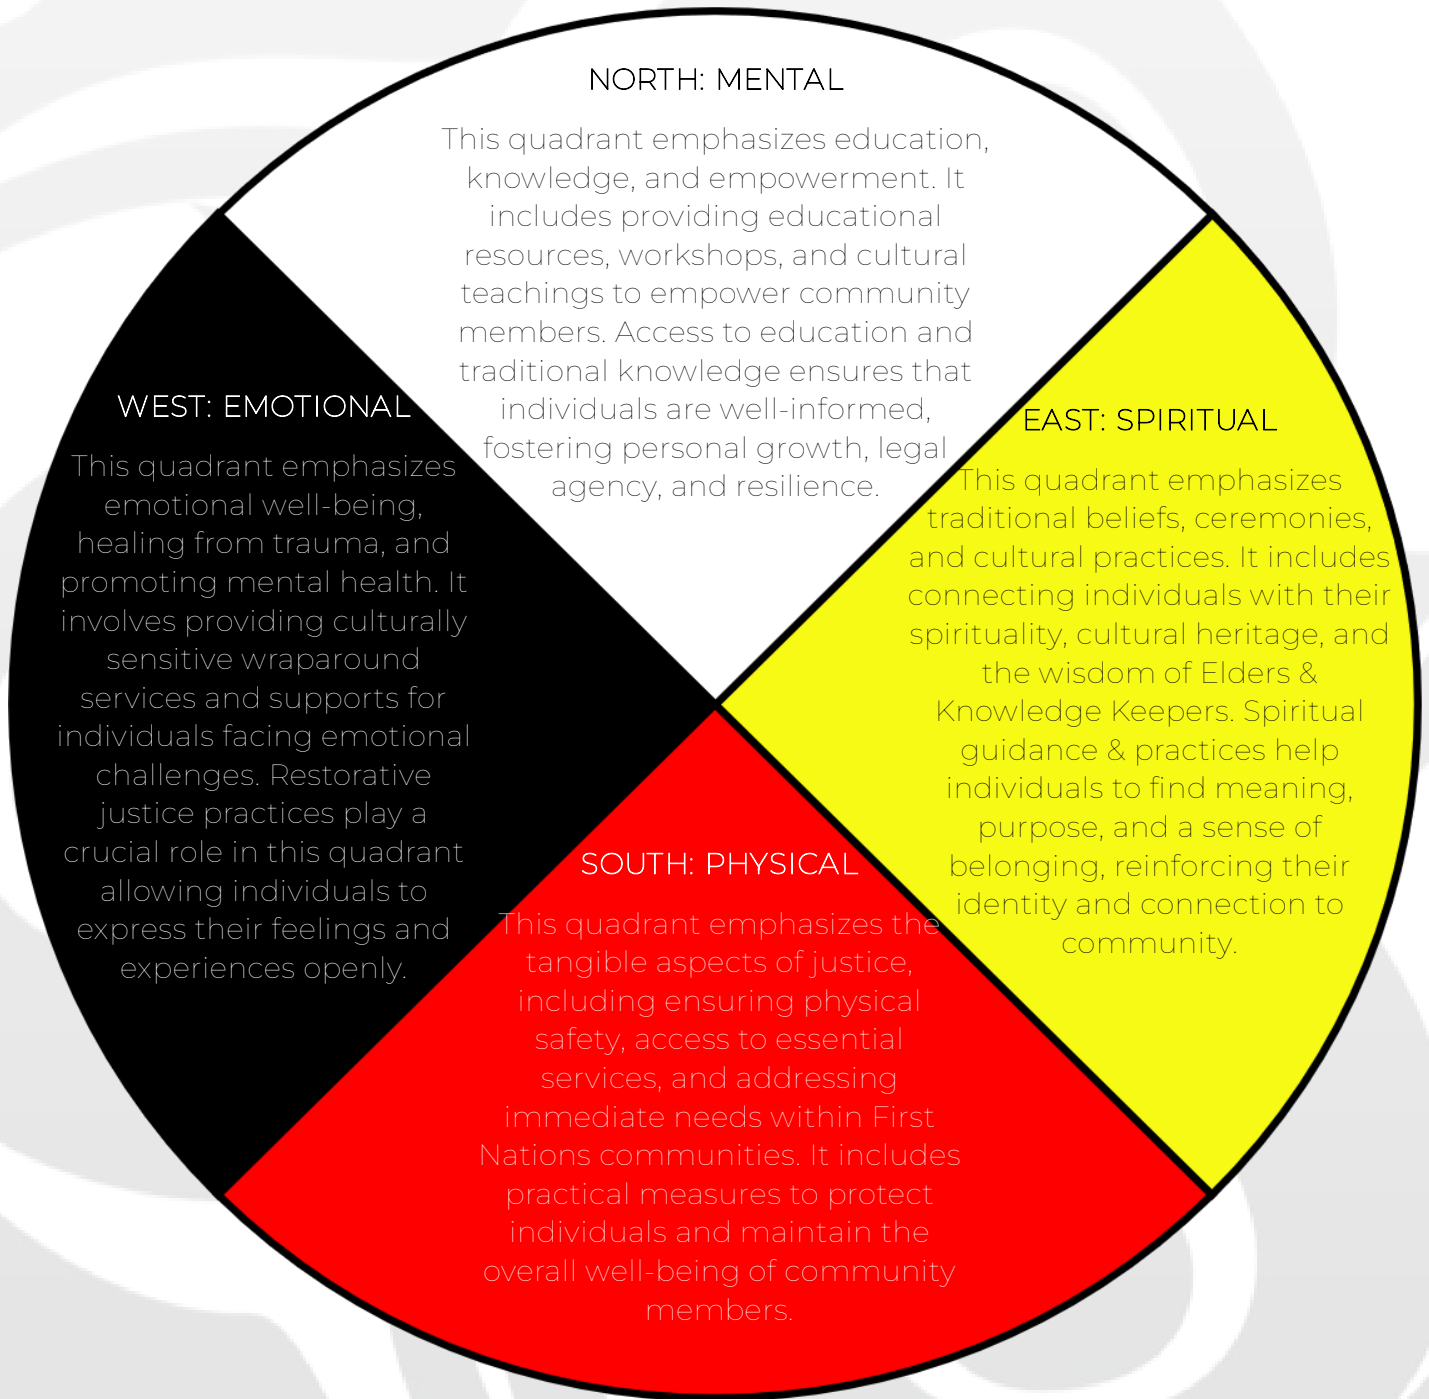 NORTH: MENTAL
This quadrant emphasizes education,
knowledge, and empowerment. It
includes providing educational
resources, workshops, and cultural
teachings to empower community
members. Access to education and
traditional knowledge ensures that
individuals are well-informed,
fostering personal growth, legal
agency, and resilience.
WEST: EMOTIONAL
This quadrant emphasizes
emotional well-being,
healing from trauma, and
promoting mental health. It
involves providing culturally
sensitive wraparound
services and supports for
individuals facing emotional
challenges. Restorative
justice practices play a
crucial role in this quadrant
allowing individuals to
express their feelings and
experiences openly.
EAST: SPIRITUAL
This quadrant emphasizes
traditional beliefs, ceremonies,
and cultural practices. It includes
connecting individuals with their
spirituality, cultural heritage, and
the wisdom of Elders &
Knowledge Keepers. Spiritual
guidance & practices help
individuals to find meaning,
purpose, and a sense of
belonging, reinforcing their
identity and connection to
community.
SOUTH: PHYSICAL
This quadrant emphasizes the
tangible aspects of justice,
including ensuring physical
safety, access to essential
services, and addressing
immediate needs within First
Nations communities. It includes
practical measures to protect
individuals and maintain the
overall well-being of community
members.